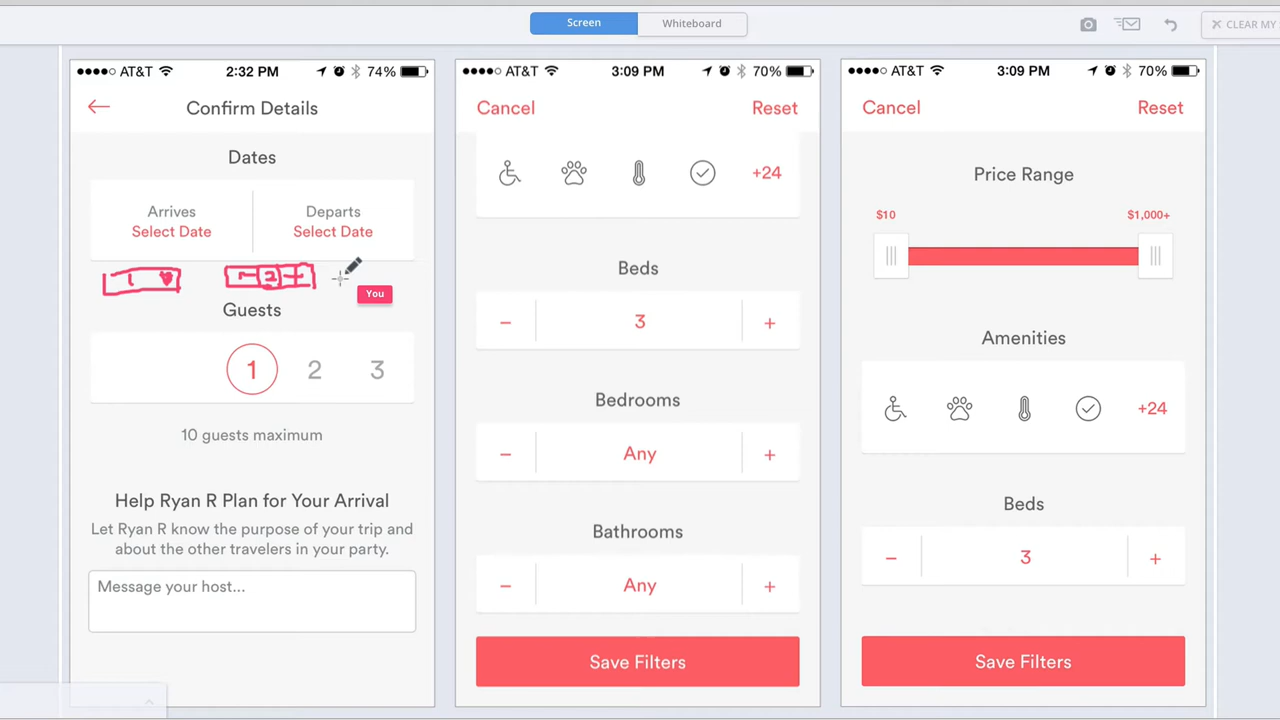 Screen
Whiteboard
CLEAR MY
AT&T
2:32 PM
74%
Confirm Details
Dates
Arrives
Select Date
Departs
Select Date
1
- 2 +
You
Guests
1 2 3
10 guests maximum
Help Ryan R Plan for Your Arrival
Let Ryan R know the purpose of your trip and
about the other travelers in your party.
Message your host...
AT&T
3:09 PM
70%
Cancel
Reset
+24
Beds
− 3 +
Bedrooms
− Any +
Bathrooms
− Any +
Save Filters
AT&T
3:09 PM
70%
Cancel
Reset
Price Range
$10
$1,000+
Amenities
+24
Beds
− 3 +
Save Filters